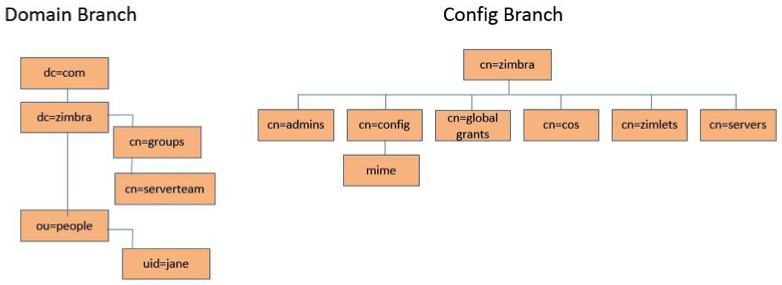 Domain Branch
Config Branch
dc=com
dc=zimbra
cn=groups
cn=serverteam
ou=people
uid=jane
cn=zimbra
cn=admins
cn=config
cn=global
grants
cn=cos
cn=zimlets
cn=servers
mime